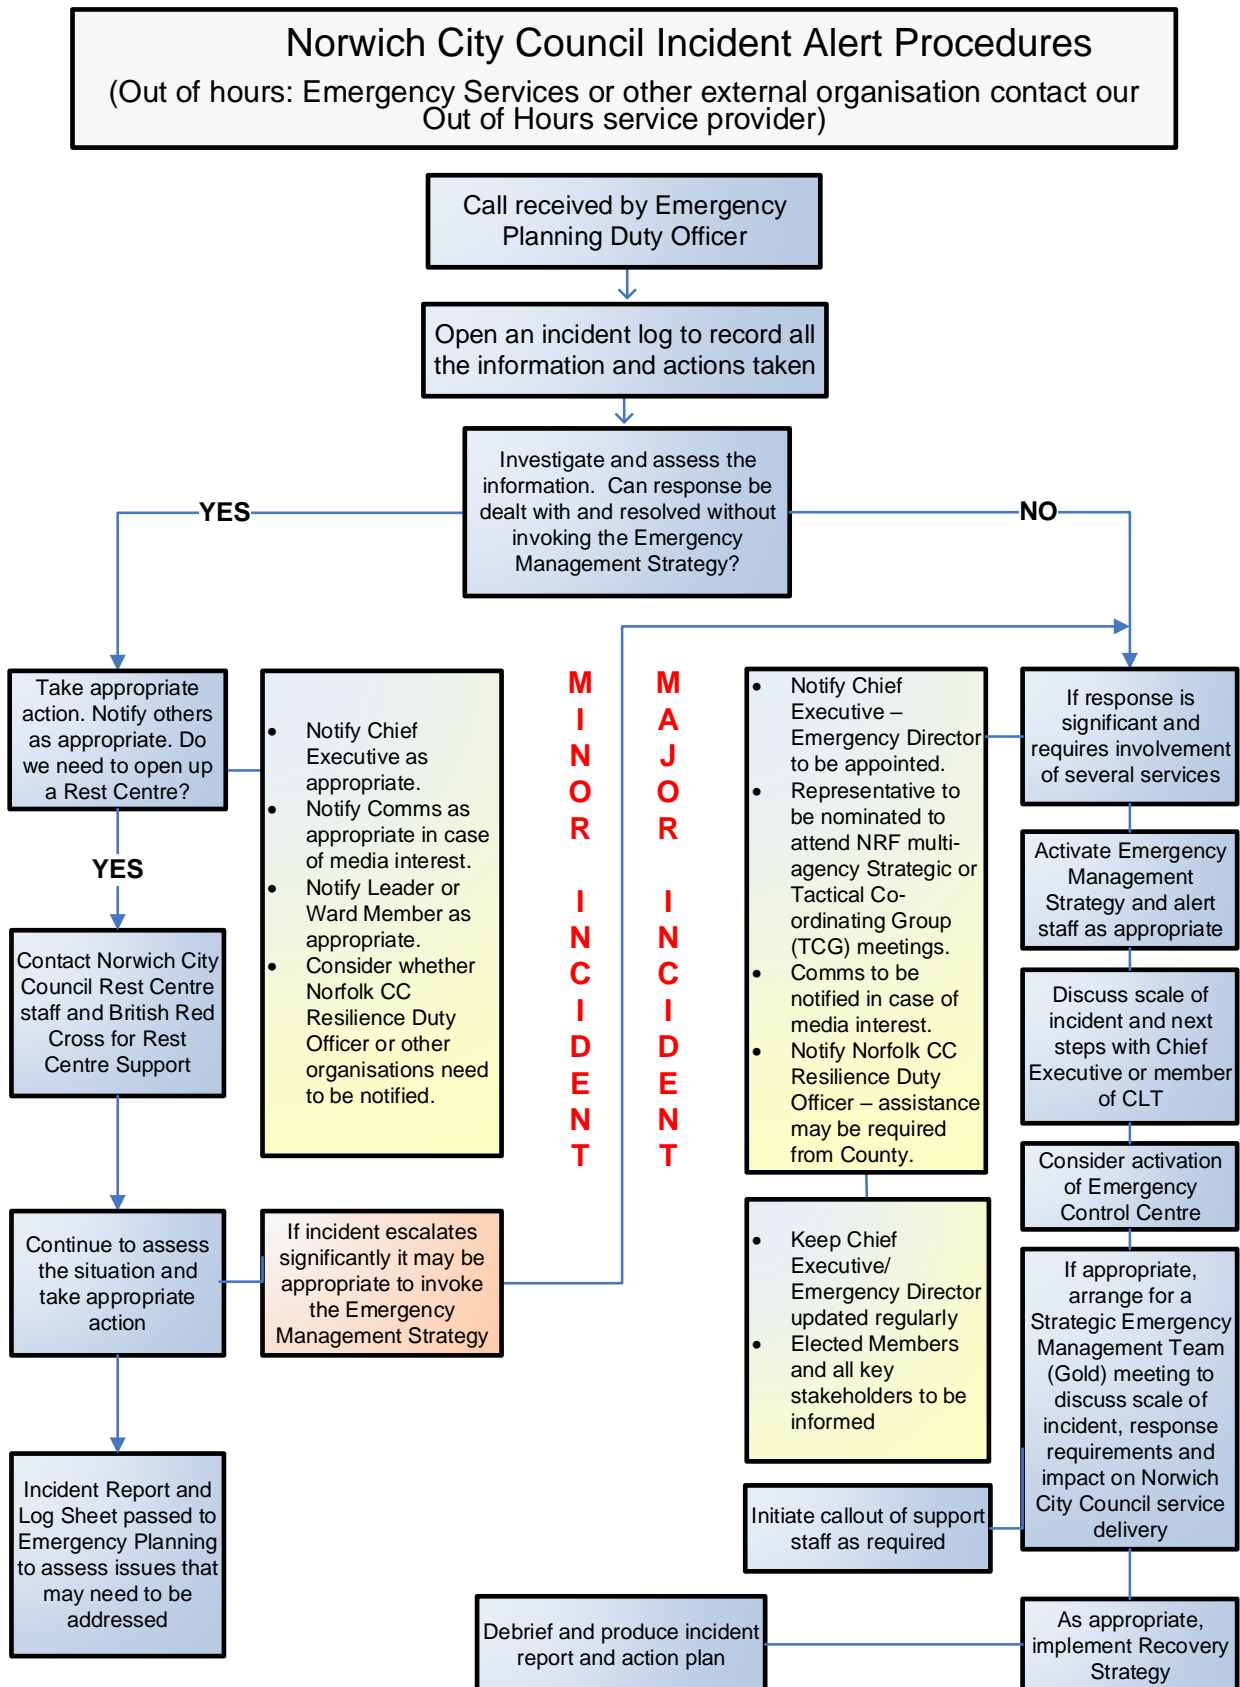 Norwich City Council Incident Alert Procedures
(Out of hours: Emergency Services or other external organisation contact our
Out of Hours service provider)
Call received by Emergency
Planning Duty Officer
Open an incident log to record all
the information and actions taken
Investigate and assess the
information.  Can response be
dealt with and resolved without
invoking the Emergency
Management Strategy?
YES
NO
Take appropriate
action. Notify others
as appropriate. Do
we need to open up
a Rest Centre?
• Notify Chief
Executive as
appropriate.
• Notify Comms as
appropriate in case
of media interest.
• Notify Leader or
Ward Member as
appropriate.
• Consider whether
Norfolk CC
Resilience Duty
Officer or other
organisations need
to be notified.
YES
Contact Norwich City
Council Rest Centre
staff and British Red
Cross for Rest
Centre Support
Continue to assess
the situation and
take appropriate
action
If incident escalates
significantly it may be
appropriate to invoke
the Emergency
Management Strategy
Incident Report and
Log Sheet passed to
Emergency Planning
to assess issues that
may need to be
addressed
MINOR INCIDENT
MAJOR INCIDENT
• Notify Chief
Executive –
Emergency Director
to be appointed.
• Representative to
be nominated to
attend NRF multi-
agency Strategic or
Tactical Co-
ordinating Group
(TCG) meetings.
• Comms to be
notified in case of
media interest.
• Notify Norfolk CC
Resilience Duty
Officer – assistance
may be required
from County.
• Keep Chief
Executive/
Emergency Director
updated regularly
• Elected Members
and all key
stakeholders to be
informed
If response is
significant and
requires involvement
of several services
Activate Emergency
Management
Strategy and alert
staff as appropriate
Discuss scale of
incident and next
steps with Chief
Executive or member
of CLT
Consider activation
of Emergency
Control Centre
If appropriate,
arrange for a
Strategic Emergency
Management Team
(Gold) meeting to
discuss scale of
incident, response
requirements and
impact on Norwich
City Council service
delivery
Initiate callout of support
staff as required
As appropriate,
implement Recovery
Strategy
Debrief and produce incident
report and action plan